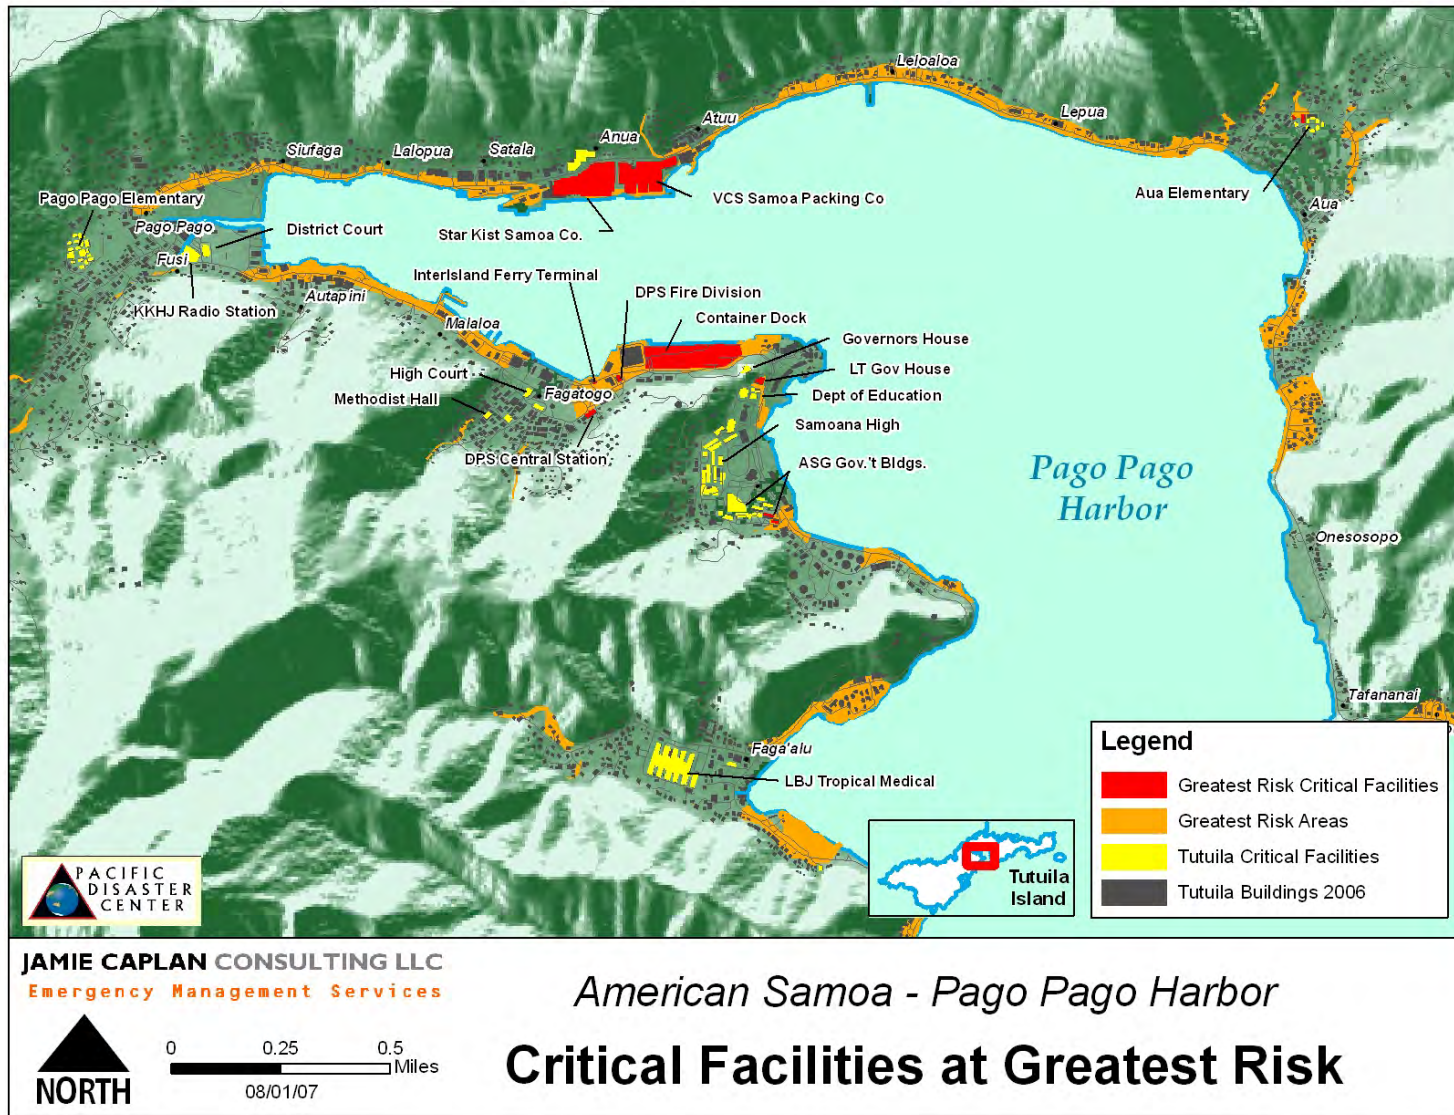 Leloaloa
Lepua
Atuu
Anua
Satala
Lalopua
Siufaga
Pago Pago Elementary
Pago Pago
VCS Samoa Packing Co
Aua Elementary
Aua
District Court
Star Kist Samoa Co.
Fusi
InterIsland Ferry Terminal
DPS Fire Division
KKHJ Radio Station
Autapini
Container Dock
Malaloa
Governors House
High Court
LT Gov House
Fagatogo
Dept of Education
Methodist Hall
Samoana High
DPS Central Station
ASG Gov.'t Bldgs.
Pago Pago
Harbor
Onesosopo
Tafananai
Faga'alu
LBJ Tropical Medical
Legend
Greatest Risk Critical Facilities
Greatest Risk Areas
Tutuila Critical Facilities
Tutuila Buildings 2006
Tutuila
Island
PACIFIC
DISASTER
CENTER
JAMIE CAPLAN CONSULTING LLC
Emergency Management Services
NORTH
0 0.25 0.5
Miles
08/01/07
American Samoa - Pago Pago Harbor
Critical Facilities at Greatest Risk